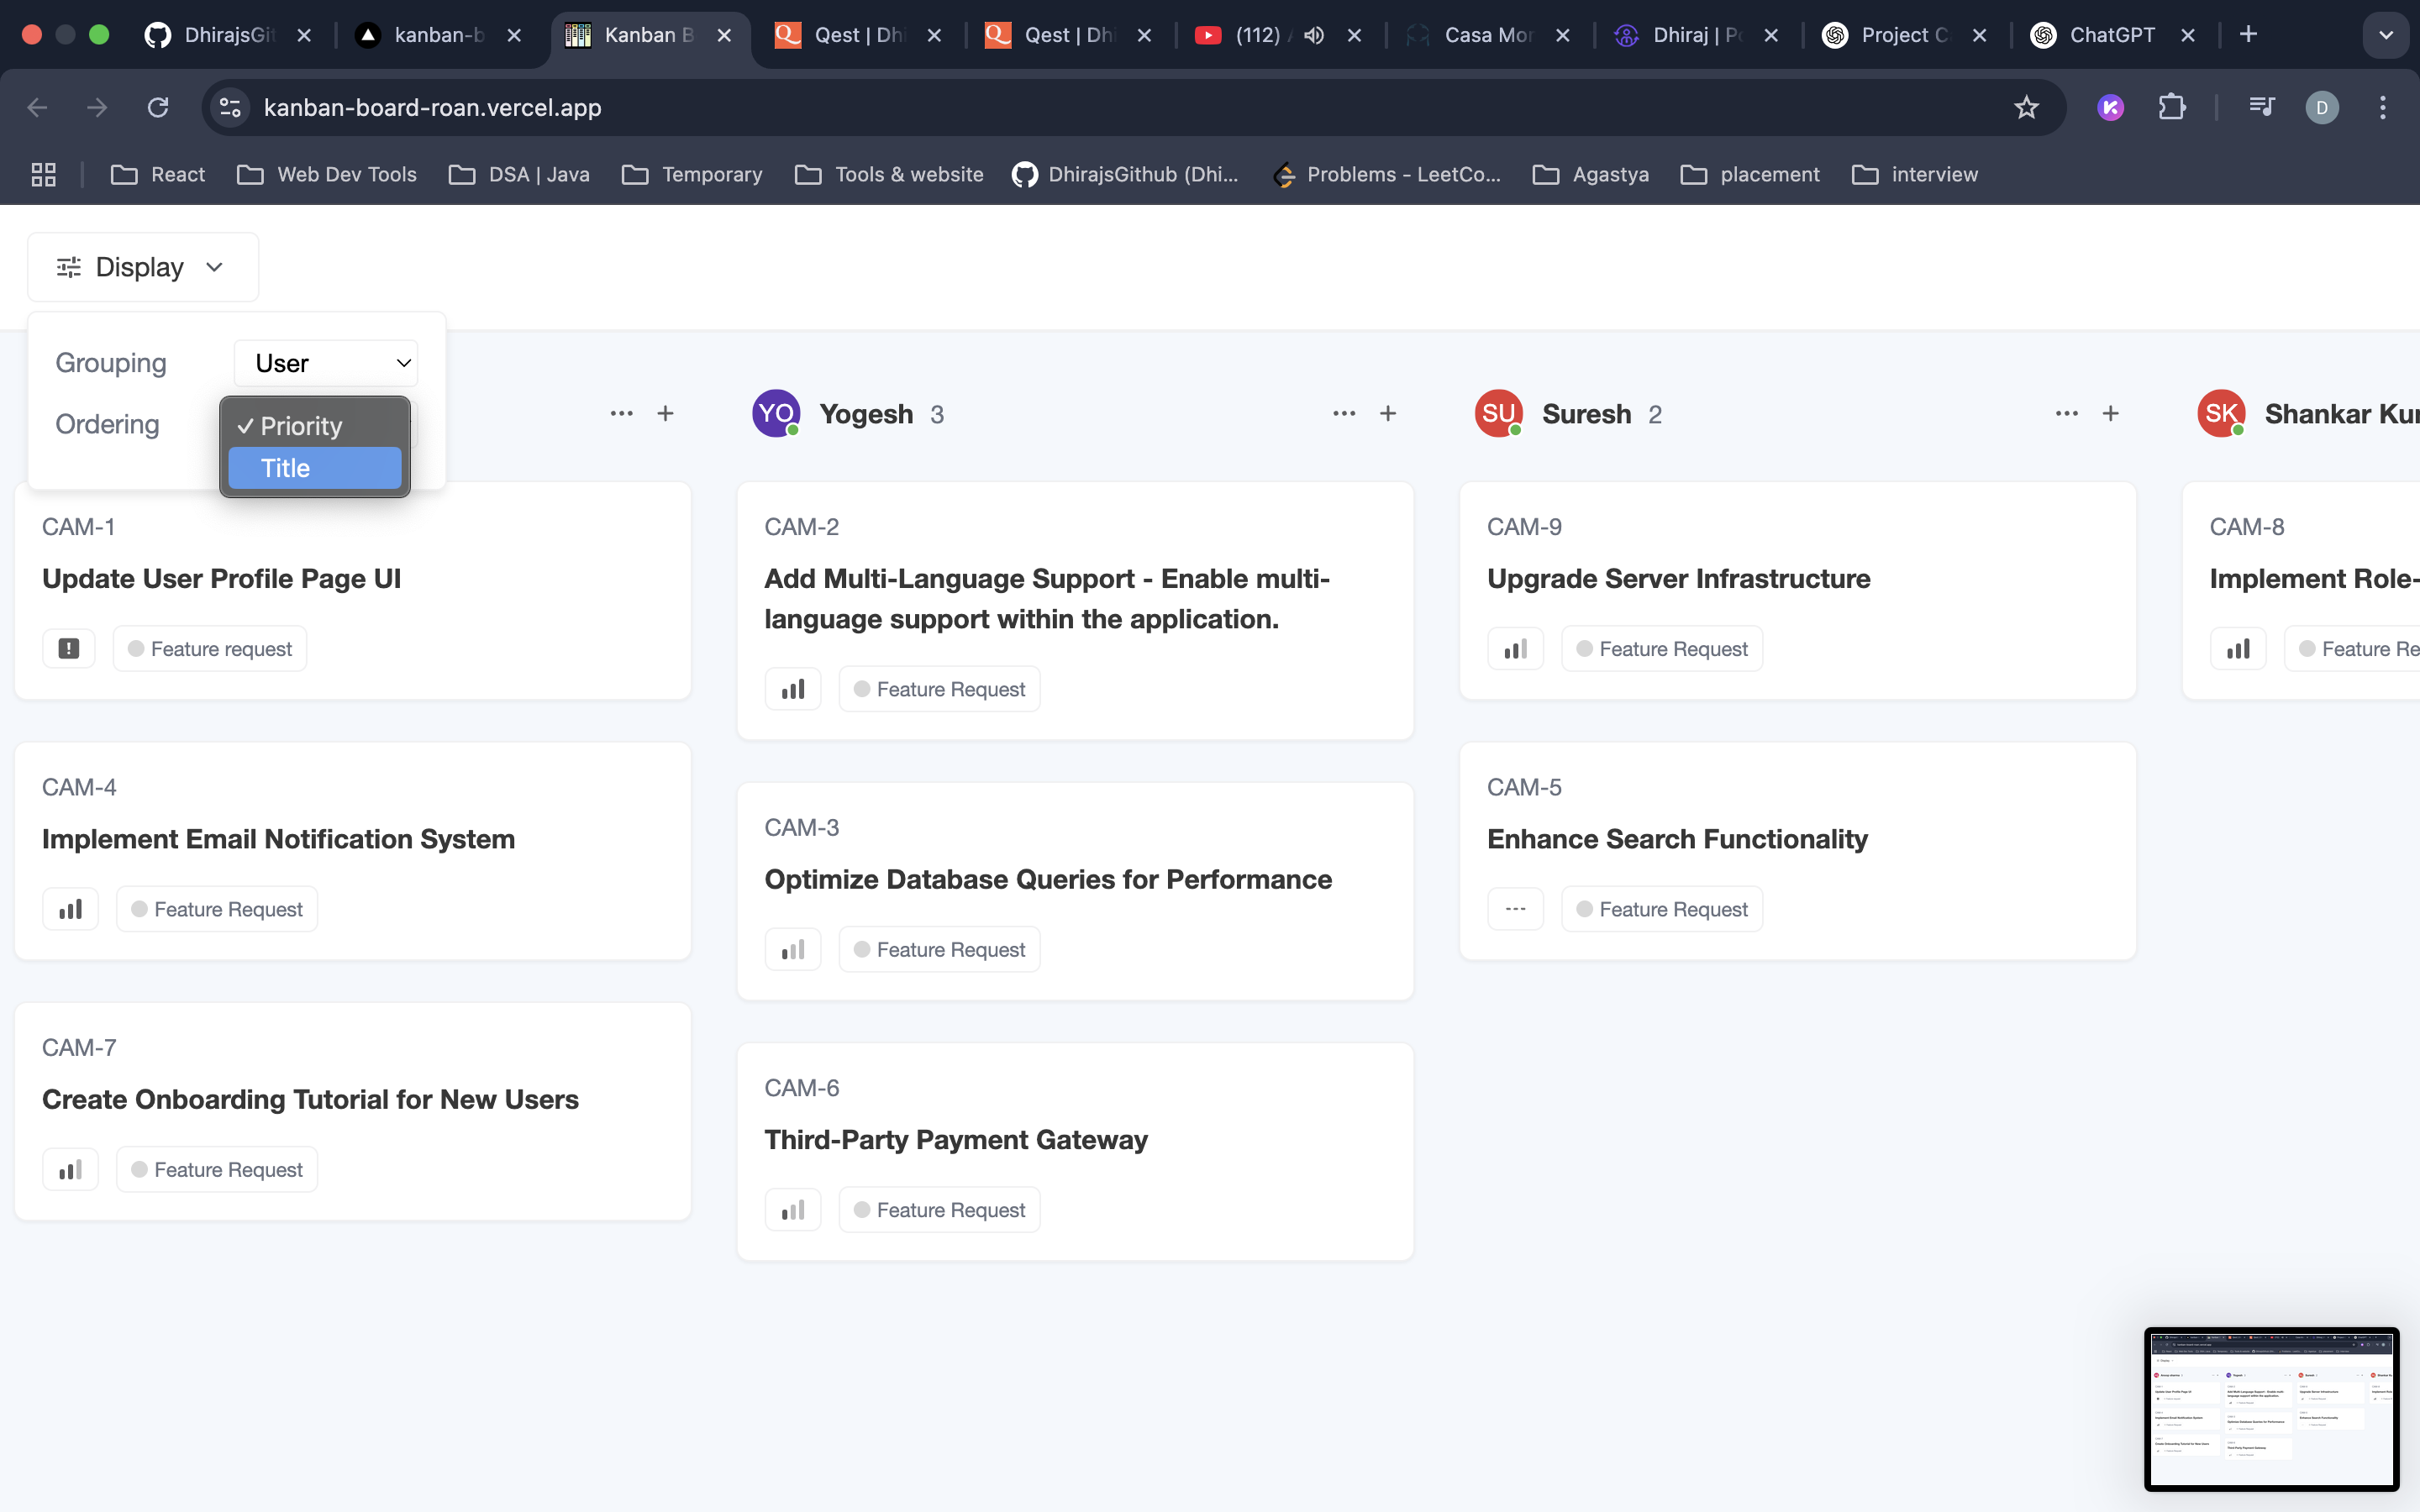 DhirajsGit
kanban-b
Kanban B
Qest | Dhi
Qest | Dhi
(112)
Casa Mor
Dhiraj | Po
Project C
ChatGPT
kanban-board-roan.vercel.app
D
React
Web Dev Tools
DSA | Java
Temporary
Tools & website
DhirajsGithub (Dhi...
Problems - LeetCo...
Agastya
placement
interview
Display
Grouping
User
Ordering
✓ Priority
Title
YO Yogesh 3
SU Suresh 2
SK Shankar Kur
CAM-1
Update User Profile Page UI
Feature request
CAM-4
Implement Email Notification System
Feature Request
CAM-7
Create Onboarding Tutorial for New Users
Feature Request
CAM-2
Add Multi-Language Support - Enable multi-
language support within the application.
Feature Request
CAM-3
Optimize Database Queries for Performance
Feature Request
CAM-6
Third-Party Payment Gateway
Feature Request
CAM-9
Upgrade Server Infrastructure
Feature Request
CAM-5
Enhance Search Functionality
Feature Request
CAM-8
Implement Role-
Feature Re